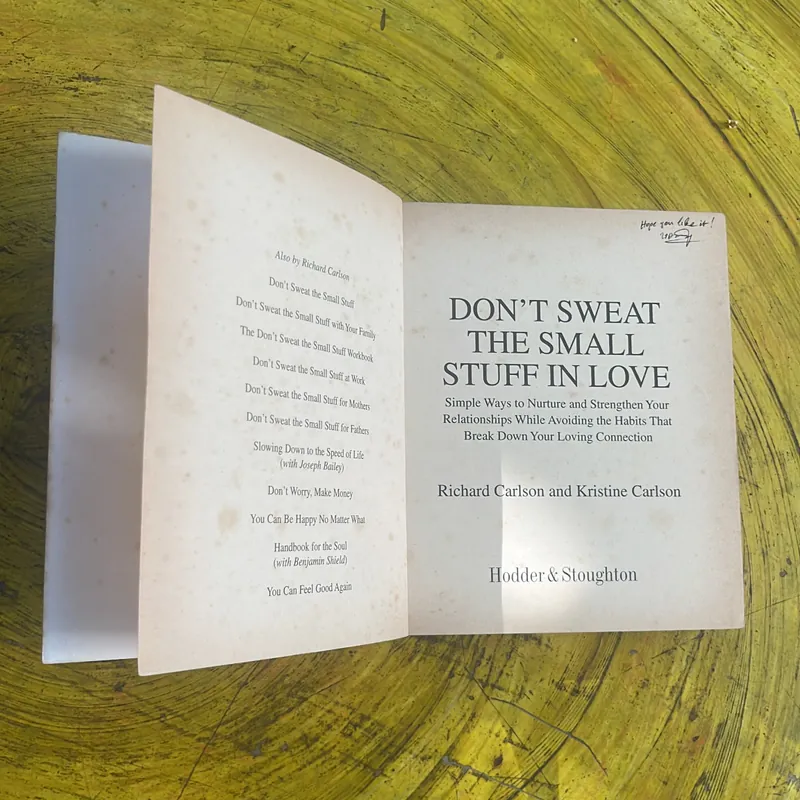 Also by Richard Carlson
Don't Sweat the Small Stuff
Don't Sweat the Small Stuff with Your Family
The Don't Sweat the Small Stuff Workbook
Don't Sweat the Small Stuff at Work
Don't Sweat the Small Stuff for Mothers
Don't Sweat the Small Stuff for Fathers
Slowing Down to the Speed of Life
(with Joseph Bailey)
Don't Worry, Make Money
You Can Be Happy No Matter What
Handbook for the Soul
(with Benjamin Shield)
You Can Feel Good Again
Hope you like it!
DON'T SWEAT
THE SMALL
STUFF IN LOVE
Simple Ways to Nurture and Strengthen Your
Relationships While Avoiding the Habits That
Break Down Your Loving Connection
Richard Carlson and Kristine Carlson
Hodder & Stoughton